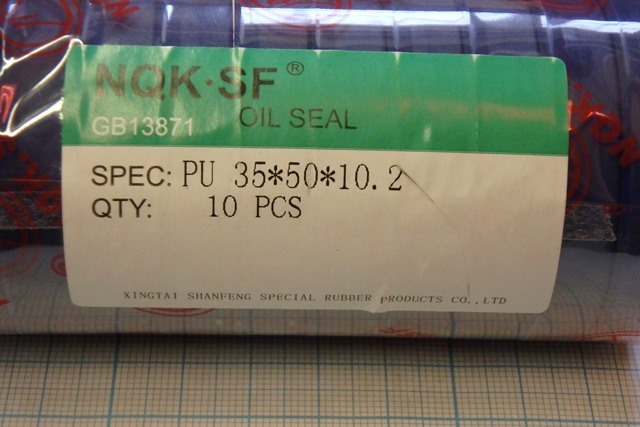 NQK·SF®
GB13871 OIL SEAL
SPEC: PU 35*50*10.2
QTY: 10 PCS
XINGTAI SHANFENG SPECIAL RUBBER PRODUCTS CO.,LTD